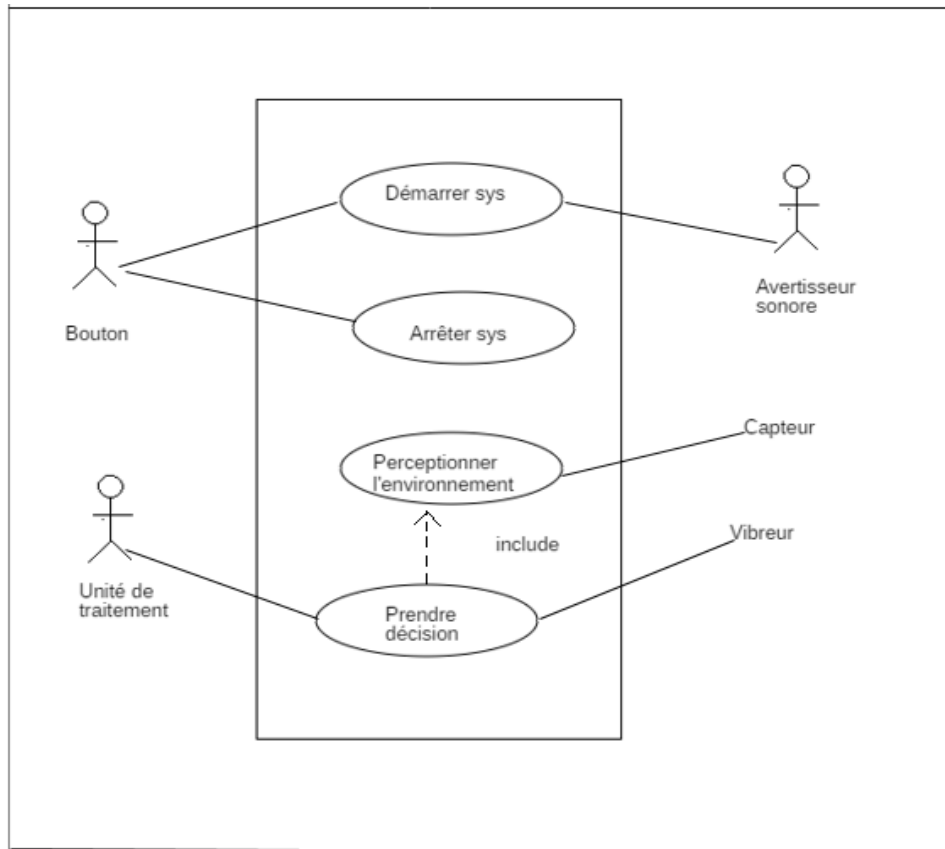 Démarrer sys
Avertisseur
sonore
Bouton
Arrêter sys
Capteur
Perceptionner
l'environnement
Vibreur
include
Unité de
traitement
Prendre
décision